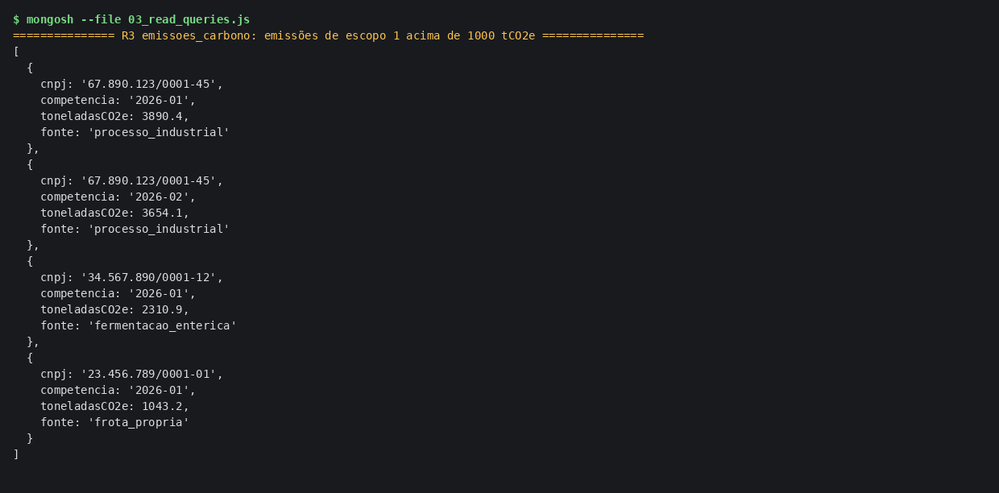 $ mongosh --file 03_read_queries.js
=============== R3 emissoes_carbono: emissões de escopo 1 acima de 1000 tCO2e ===============
[
  {
    cnpj: '67.890.123/0001-45',
    competencia: '2026-01',
    toneladasCO2e: 3890.4,
    fonte: 'processo_industrial'
  },
  {
    cnpj: '67.890.123/0001-45',
    competencia: '2026-02',
    toneladasCO2e: 3654.1,
    fonte: 'processo_industrial'
  },
  {
    cnpj: '34.567.890/0001-12',
    competencia: '2026-01',
    toneladasCO2e: 2310.9,
    fonte: 'fermentacao_enterica'
  },
  {
    cnpj: '23.456.789/0001-01',
    competencia: '2026-01',
    toneladasCO2e: 1043.2,
    fonte: 'frota_propria'
  }
]